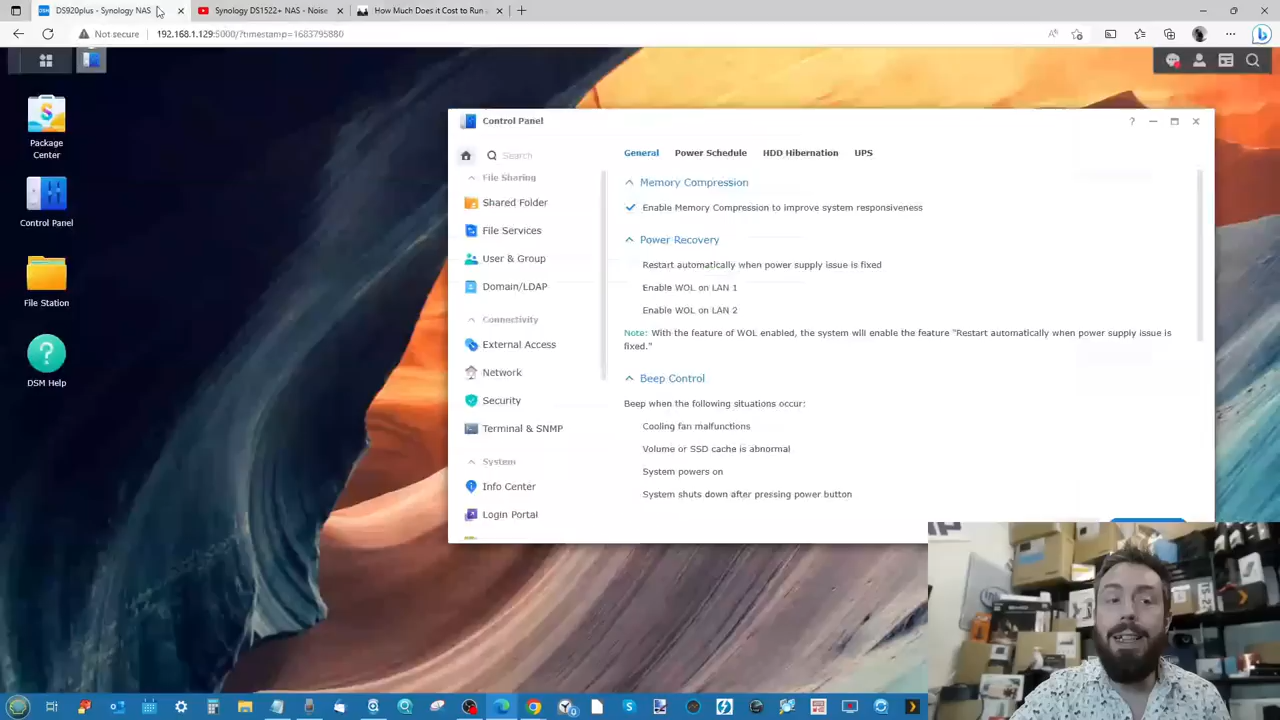 DS920plus - Synology NAS
Synology DS1522+ NAS - Noise
How Much Does it Cost to Run a
Not secure
192.168.1.129:5000/?timestamp=1683795880
Package
Center
Control Panel
File Station
DSM Help
Control Panel
Search
File Sharing
Shared Folder
File Services
User & Group
Domain/LDAP
Connectivity
External Access
Network
Security
Terminal & SNMP
System
Info Center
Login Portal
General
Power Schedule
HDD Hibernation
UPS
Memory Compression
Enable Memory Compression to improve system responsiveness
Power Recovery
Restart automatically when power supply issue is fixed
Enable WOL on LAN 1
Enable WOL on LAN 2
Note: With the feature of WOL enabled, the system will enable the feature "Restart automatically when power supply issue is
fixed."
Beep Control
Beep when the following situations occur:
Cooling fan malfunctions
Volume or SSD cache is abnormal
System powers on
System shuts down after pressing power button